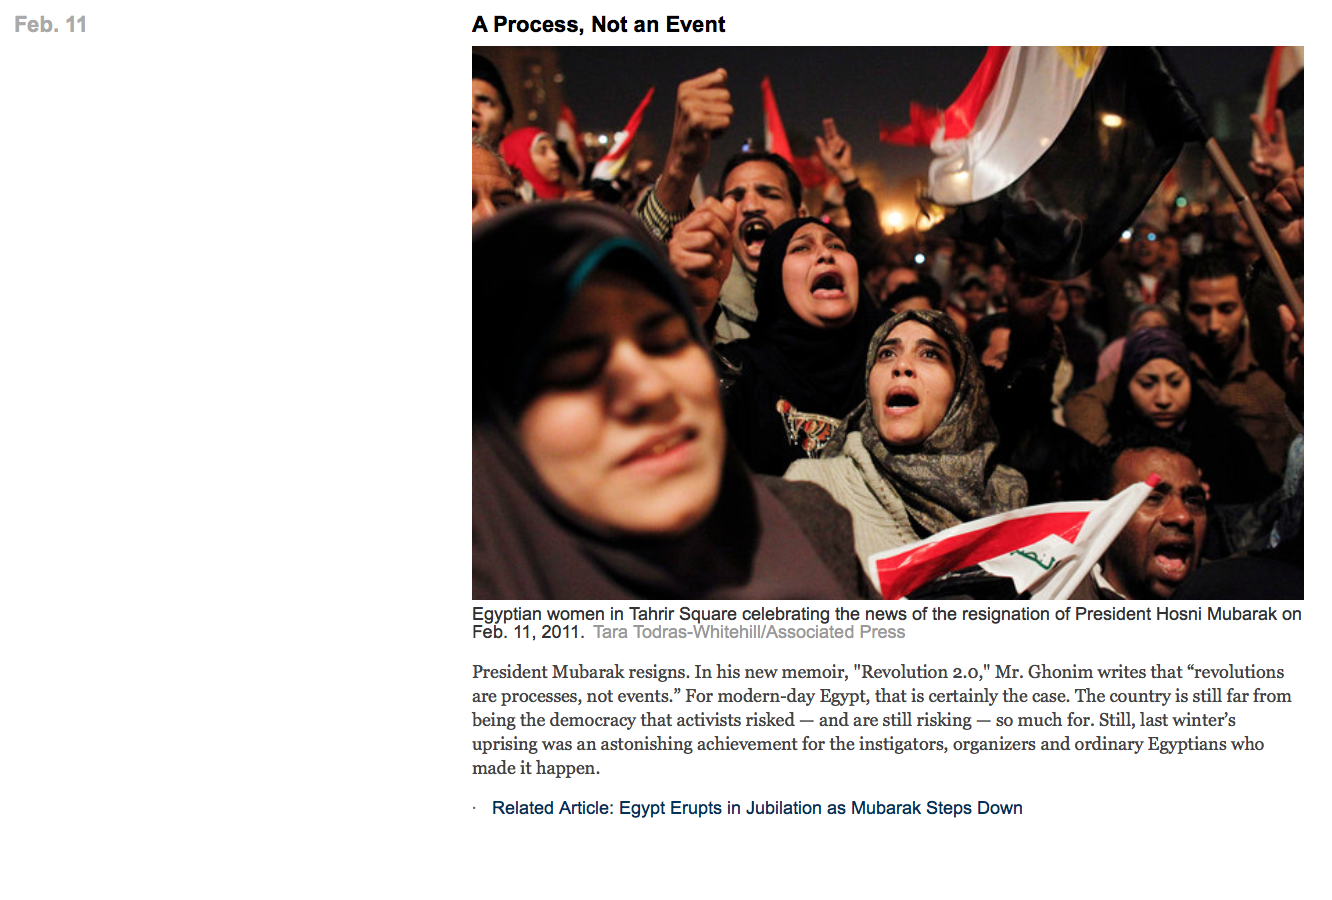 Feb. 11
A Process, Not an Event
Egyptian women in Tahrir Square celebrating the news of the resignation of President Hosni Mubarak on
Feb. 11, 2011. Tara Todras-Whitehill/Associated Press
President Mubarak resigns. In his new memoir, "Revolution 2.0," Mr. Ghonim writes that “revolutions
are processes, not events.” For modern-day Egypt, that is certainly the case. The country is still far from
being the democracy that activists risked — and are still risking — so much for. Still, last winter’s
uprising was an astonishing achievement for the instigators, organizers and ordinary Egyptians who
made it happen.
· Related Article: Egypt Erupts in Jubilation as Mubarak Steps Down